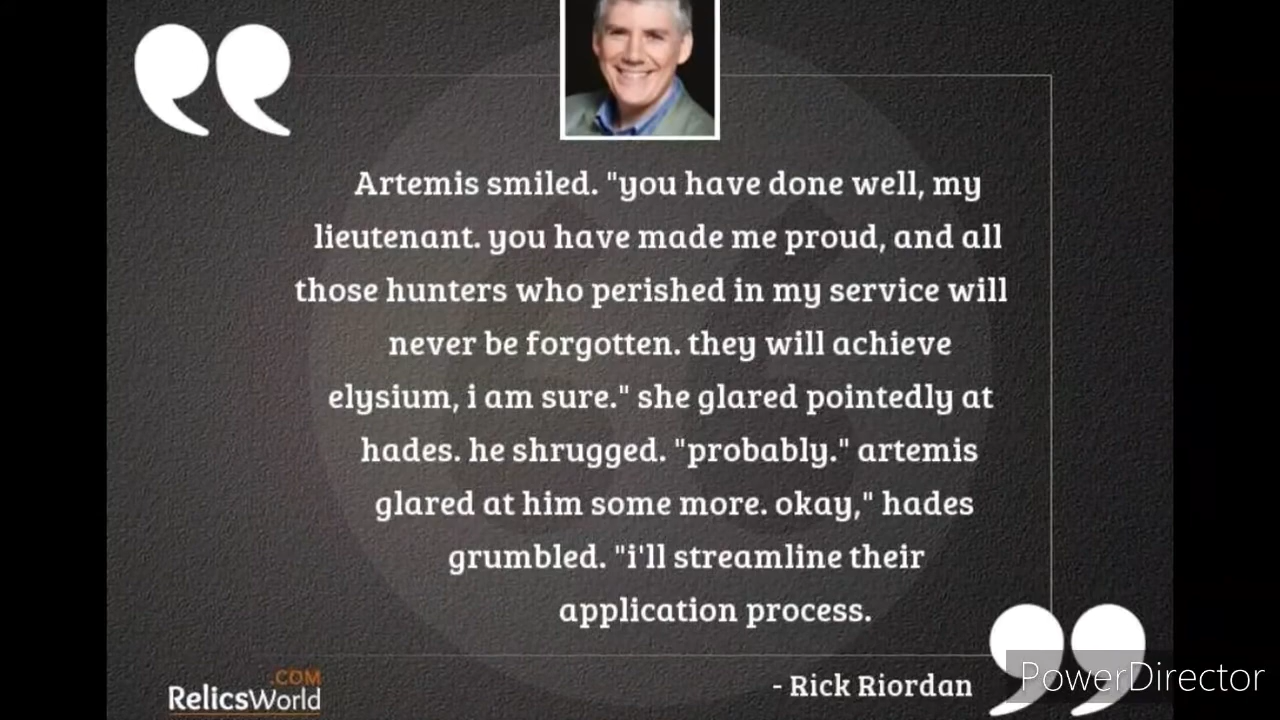 Artemis smiled. "you have done well, my
lieutenant. you have made me proud, and all
those hunters who perished in my service will
never be forgotten. they will achieve
elysium, i am sure." she glared pointedly at
hades. he shrugged. "probably." artemis
glared at him some more. okay," hades
grumbled. "i'll streamline their
application process.
- Rick Riordan
.COM
RelicsWorld
PowerDirector